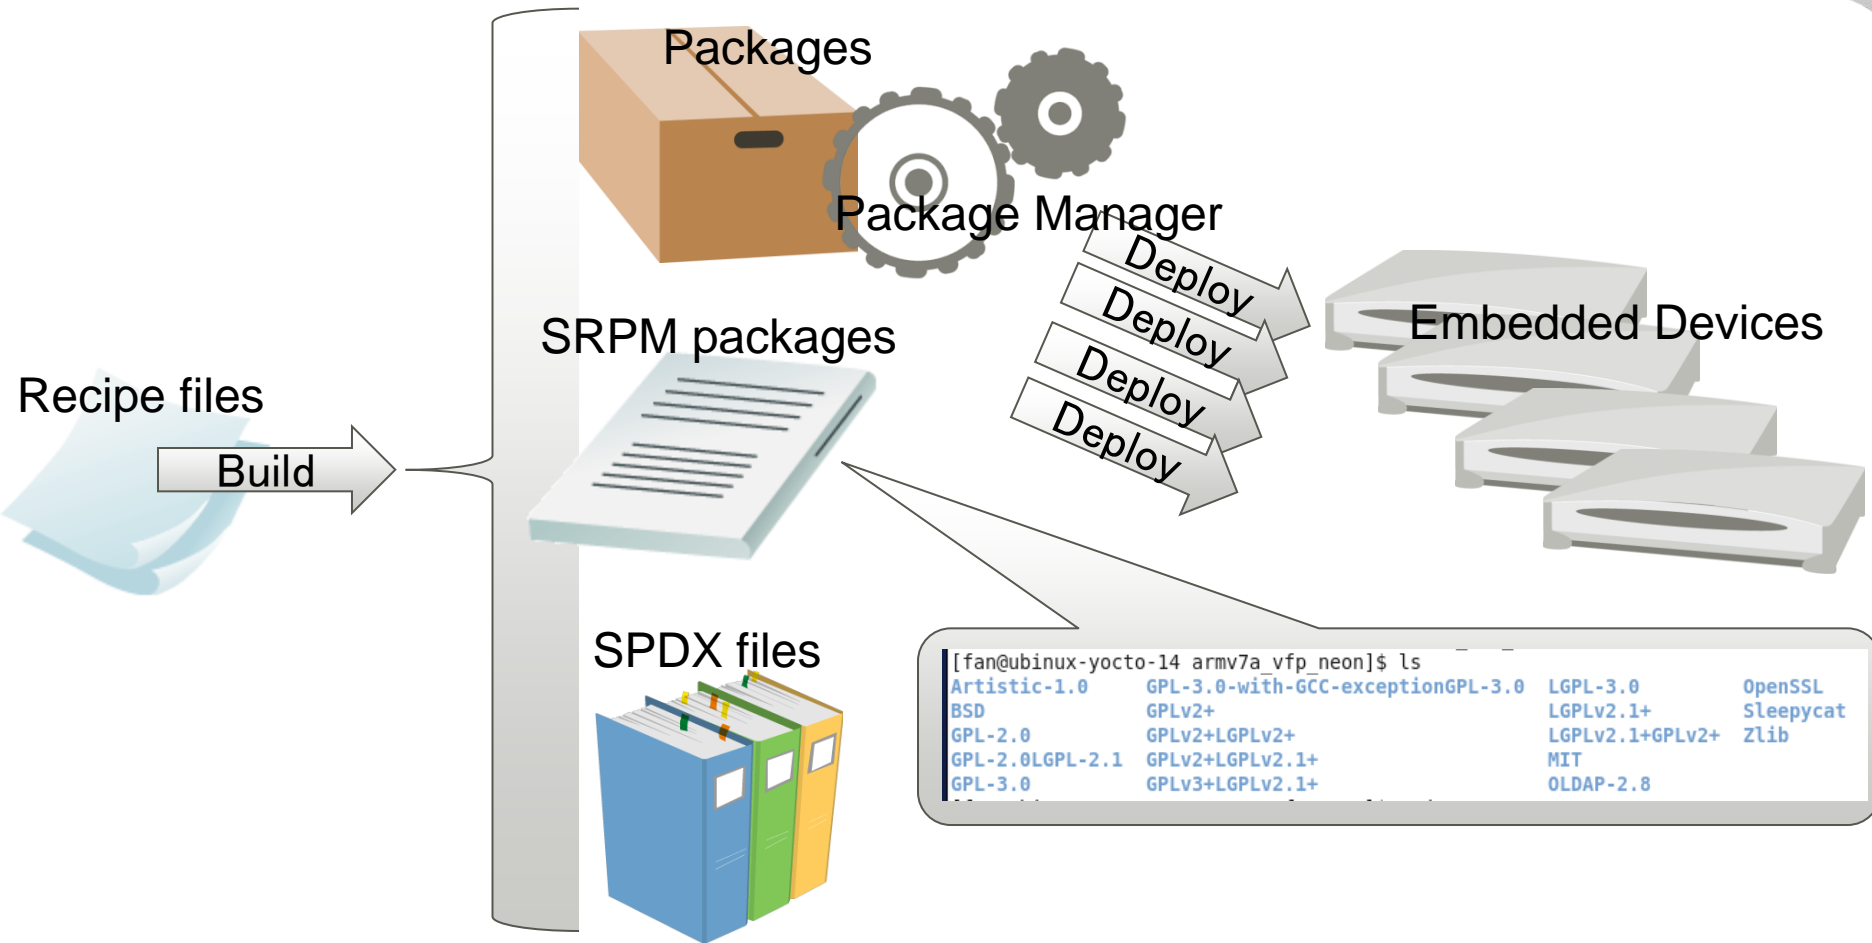 Packages
Package Manager
Deploy
Deploy
Deploy
Deploy
Embedded Devices
SRPM packages
Recipe files
Build
SPDX files
[fan@ubinux-yocto-14 armv7a_vfp_neon]$ ls
Artistic-1.0 GPL-3.0-with-GCC-exceptionGPL-3.0 LGPL-3.0 OpenSSL
BSD GPLv2+ LGPLv2.1+ Sleepycat
GPL-2.0 GPLv2+LGPLv2+ LGPLv2.1+GPLv2+ Zlib
GPL-2.0LGPL-2.1 GPLv2+LGPLv2.1+ MIT
GPL-3.0 GPLv3+LGPLv2.1+ OLDAP-2.8